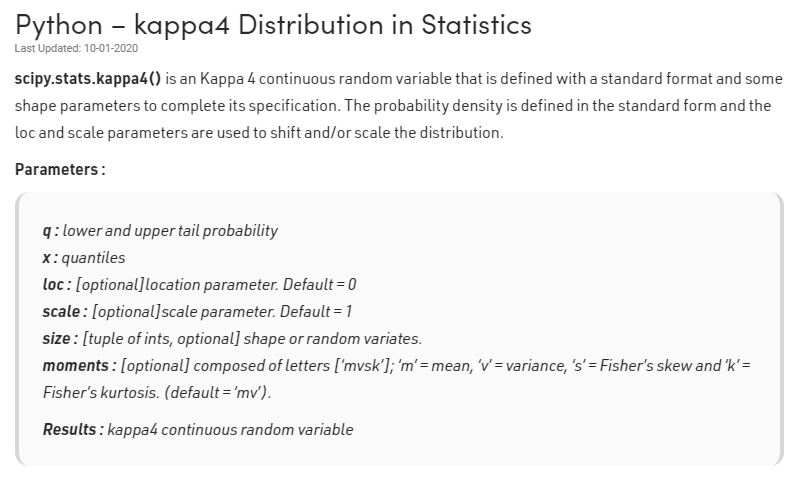 Python – kappa4 Distribution in Statistics
Last Updated: 10-01-2020
scipy.stats.kappa4() is an Kappa 4 continuous random variable that is defined with a standard format and some
shape parameters to complete its specification. The probability density is defined in the standard form and the
loc and scale parameters are used to shift and/or scale the distribution.
Parameters :
q : lower and upper tail probability
x : quantiles
loc : [optional]location parameter. Default = 0
scale : [optional]scale parameter. Default = 1
size : [tuple of ints, optional] shape or random variates.
moments : [optional] composed of letters [‘mvsk’]; ‘m’ = mean, ‘v’ = variance, ‘s’ = Fisher’s skew and ‘k’ =
Fisher’s kurtosis. (default = ‘mv’).
Results : kappa4 continuous random variable